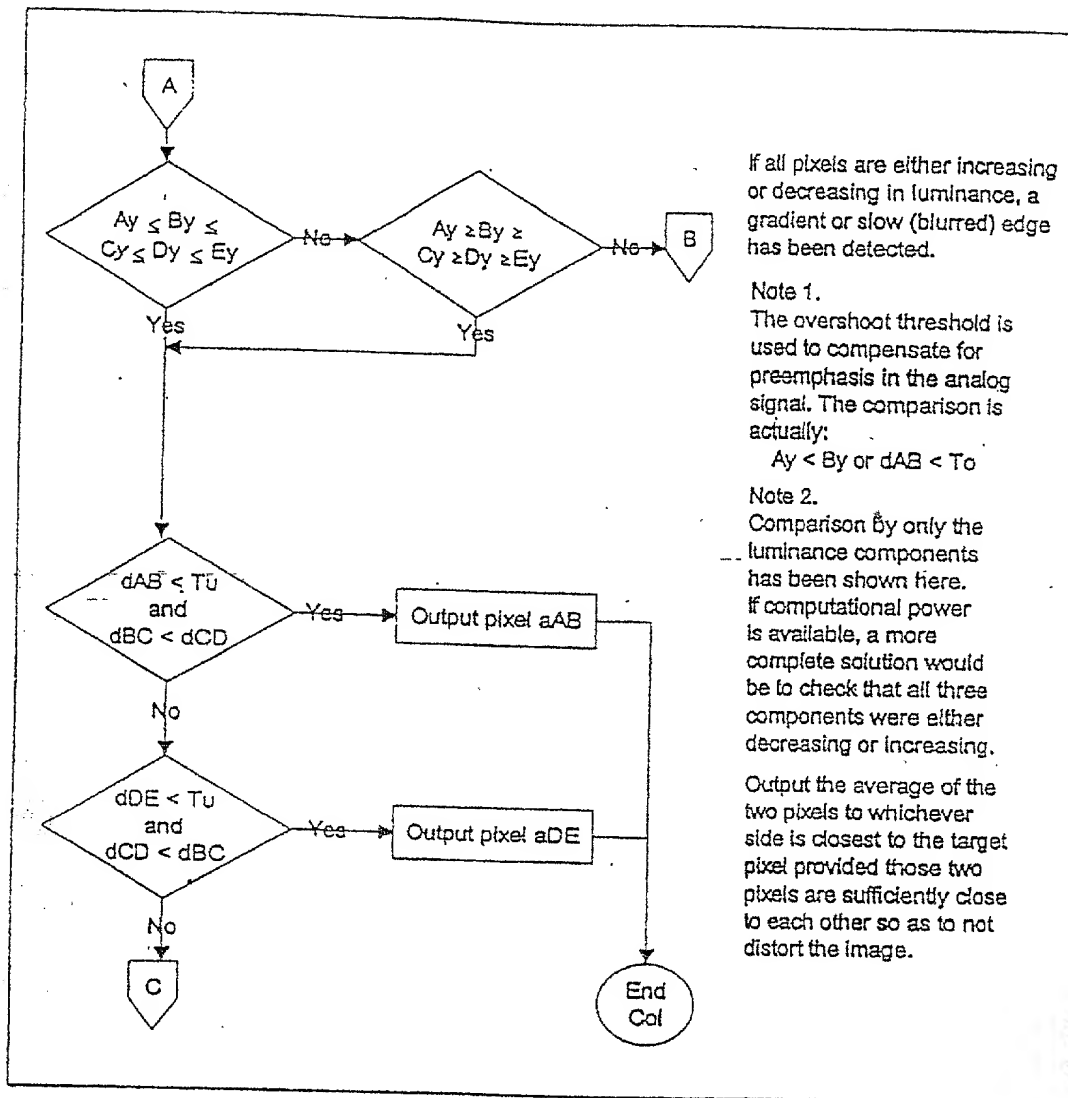 A
Ay ≤ By ≤
Cy ≤ Dy ≤ Ey
No
Ay ≥ By ≥
Cy ≥ Dy ≥ Ey
No
B
Yes
Yes
If all pixels are either increasing
or decreasing in luminance, a
gradient or slow (blurred) edge
has been detected.
Note 1.
The overshoot threshold is
used to compensate for
preemphasis in the analog
signal. The comparison is
actually:
Ay < By or dAB < To
Note 2.
Comparison By only the
luminance components
has been shown here.
If computational power
is available, a more
complete solution would
be to check that all three
components were either
decreasing or increasing.
Output the average of the
two pixels to whichever
side is closest to the target
pixel provided those two
pixels are sufficiently close
to each other so as to not
distort the image.
dAB < Tu
and
dBC < dCD
Yes
Output pixel aAB
No
dDE < Tu
and
dCD < dBC
Yes
Output pixel aDE
No
C
End
Col